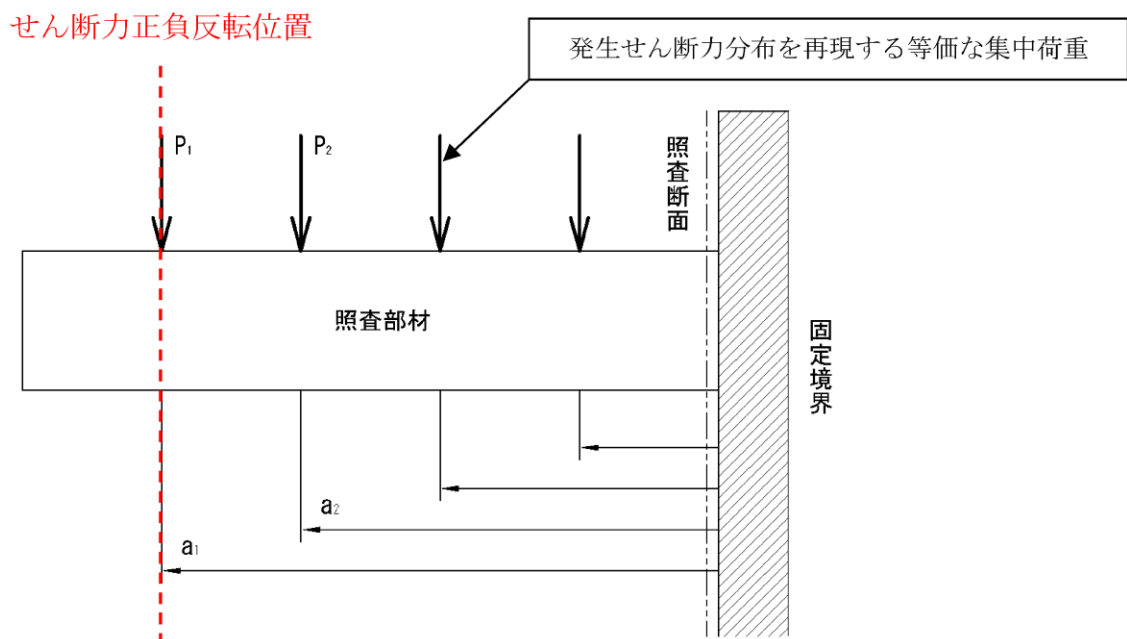 せん断力正負反転位置
発生せん断力分布を再現する等価な集中荷重
P₁
P₂
照査断面
照査部材
固定境界
a₂
a₁